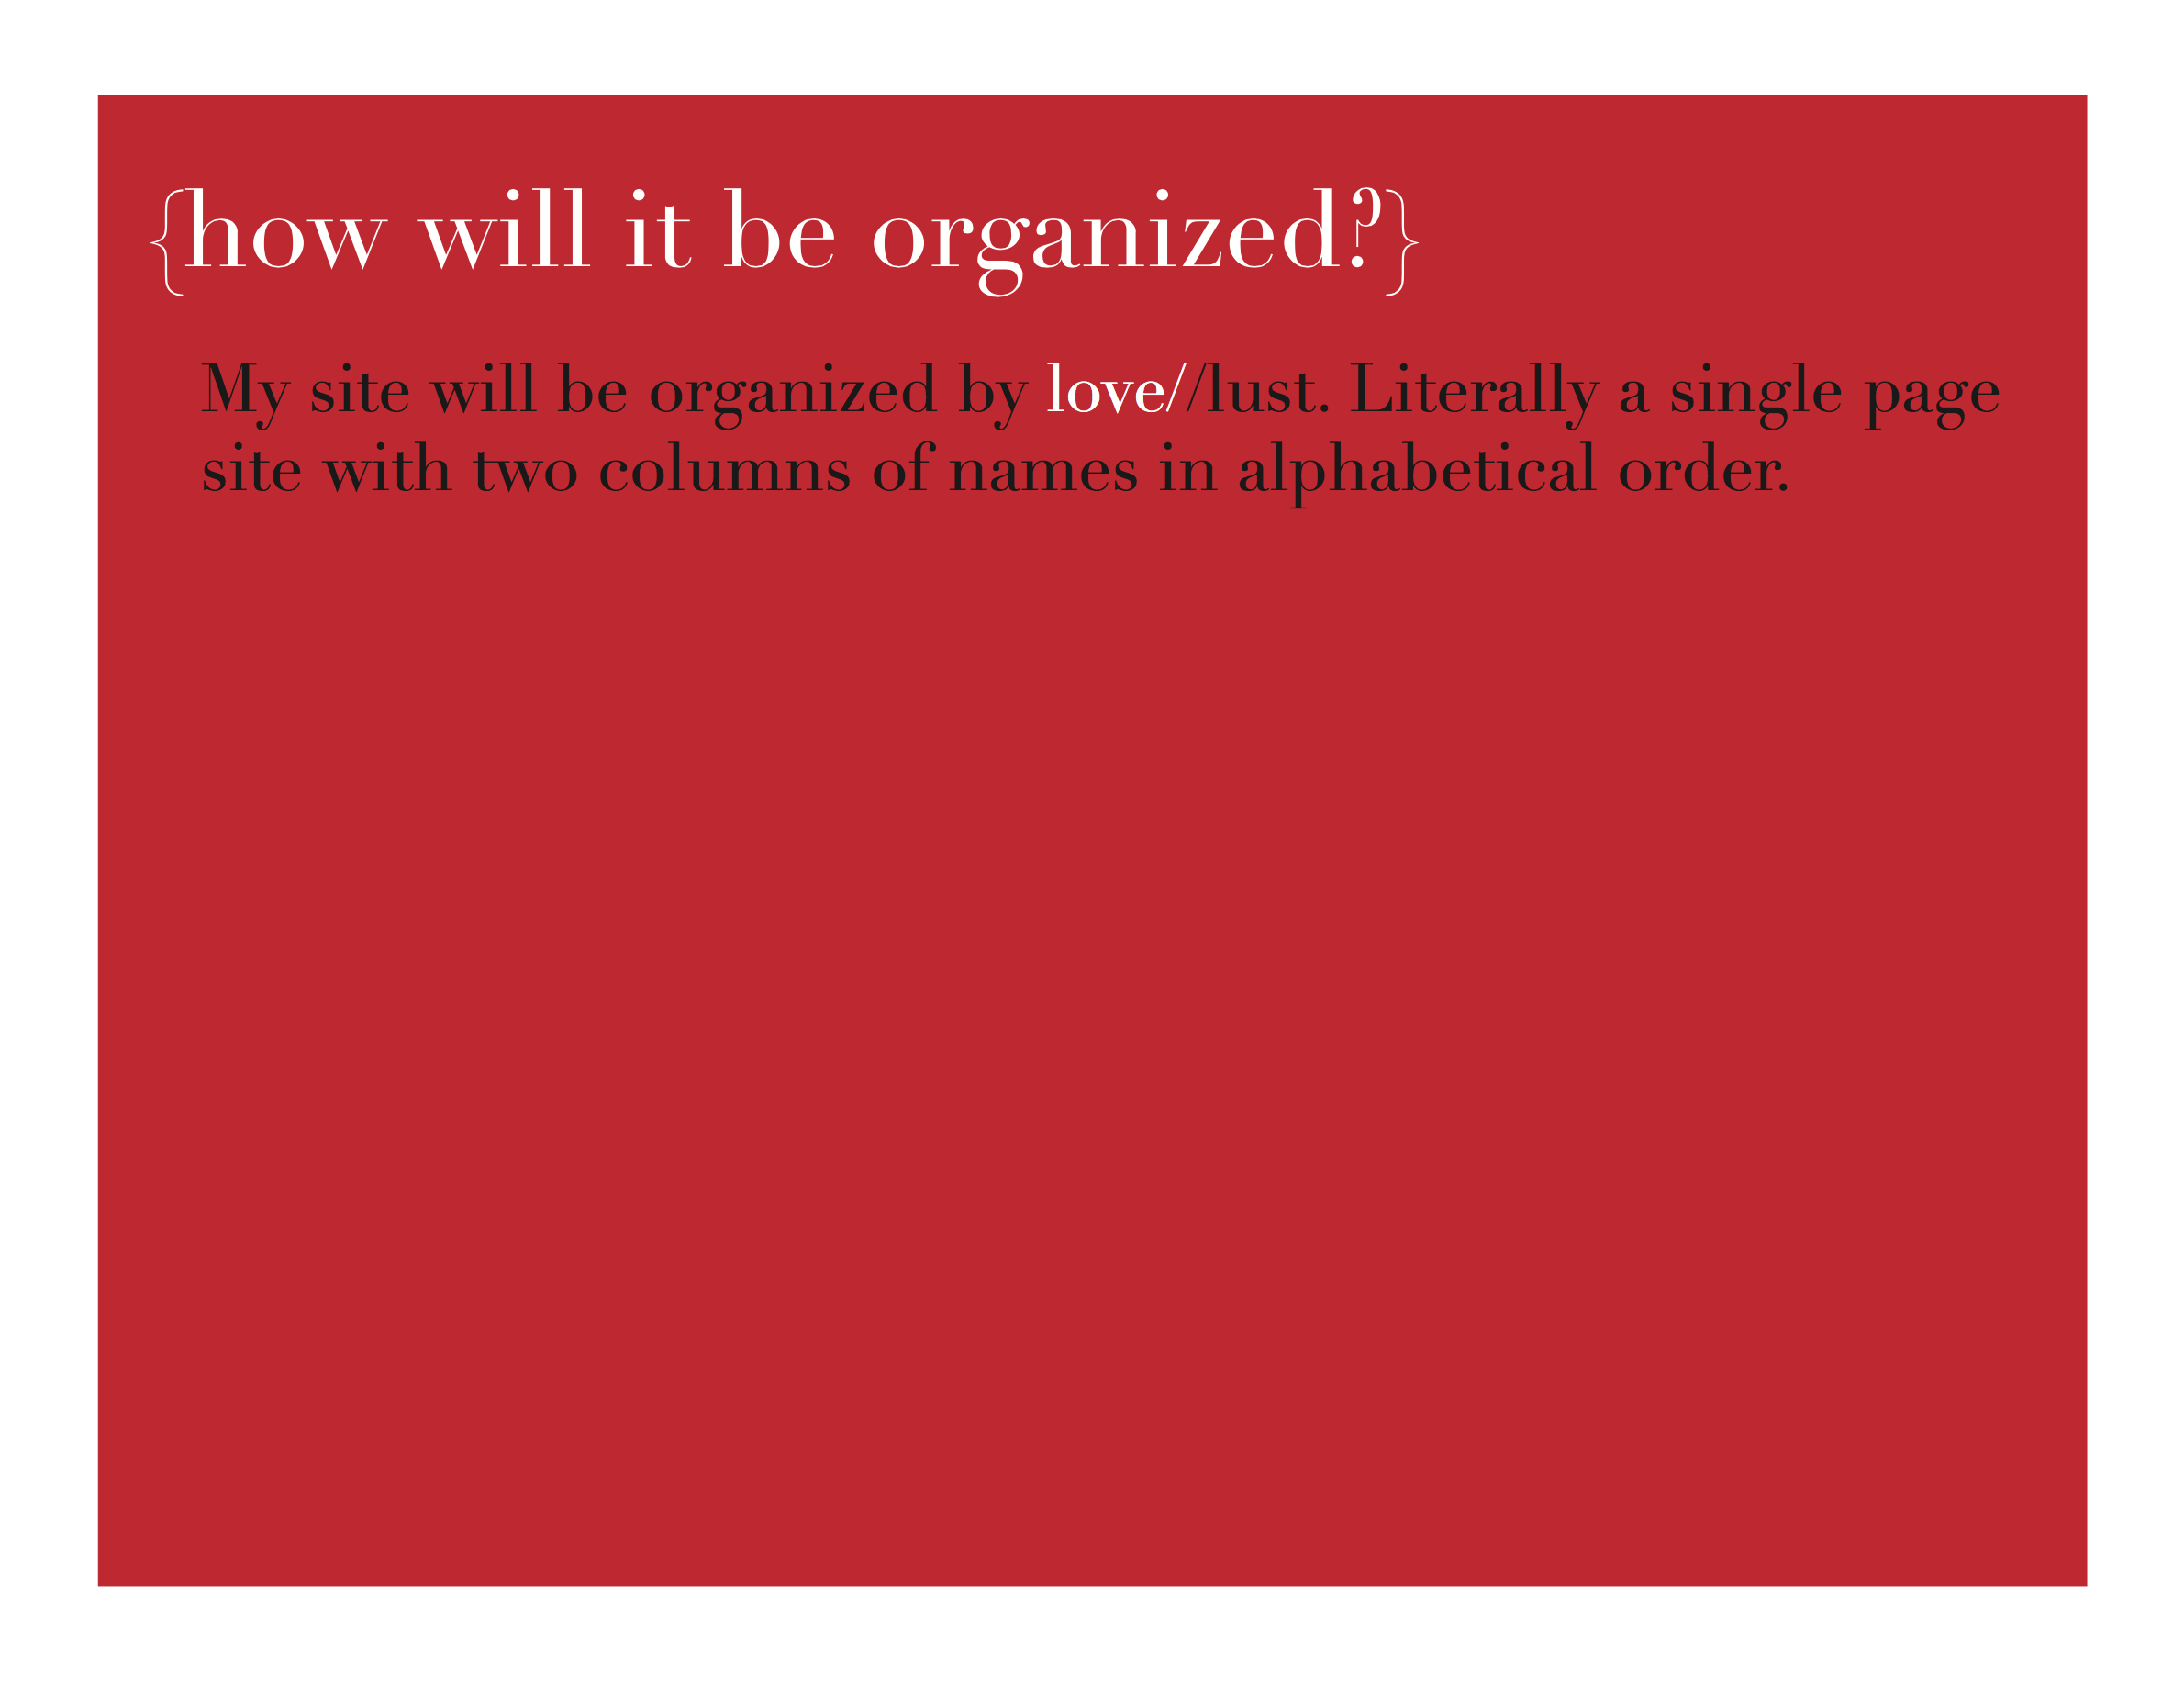 {how will it be organized?}
My site will be organized by love//lust. Literally a single page
site with two columns of names in alphabetical order.